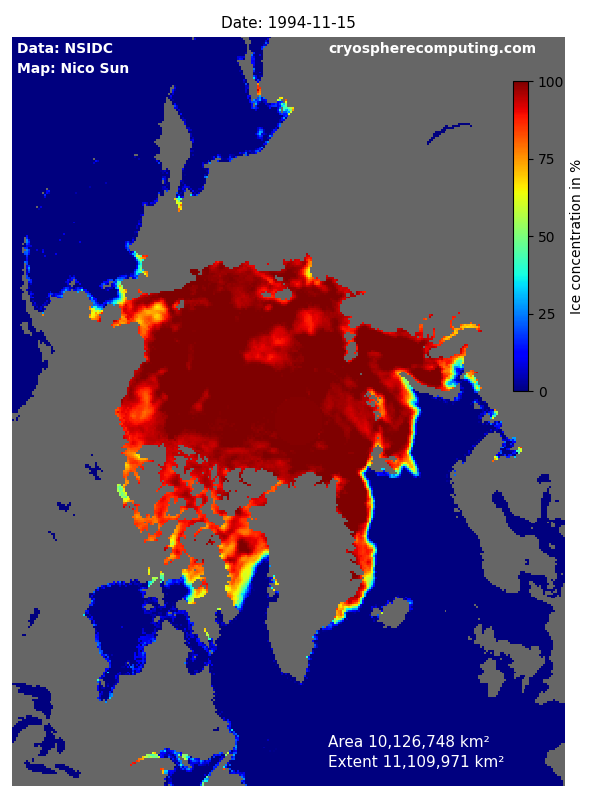 Date: 1994-11-15
Data: NSIDC
Map: Nico Sun
cryospherecomputing.com
100
75
50
25
0
Ice concentration in %
Area 10,126,748 km²
Extent 11,109,971 km²